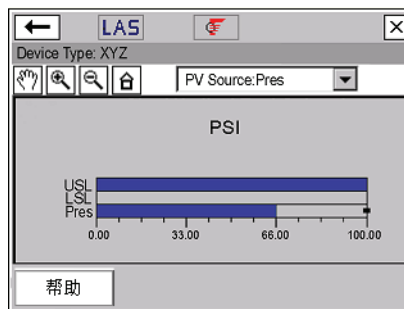 LAS
Device Type: XYZ
PV Source:Pres
PSI
USL
LSL
Pres
0.00 33.00 66.00 100.00
帮助